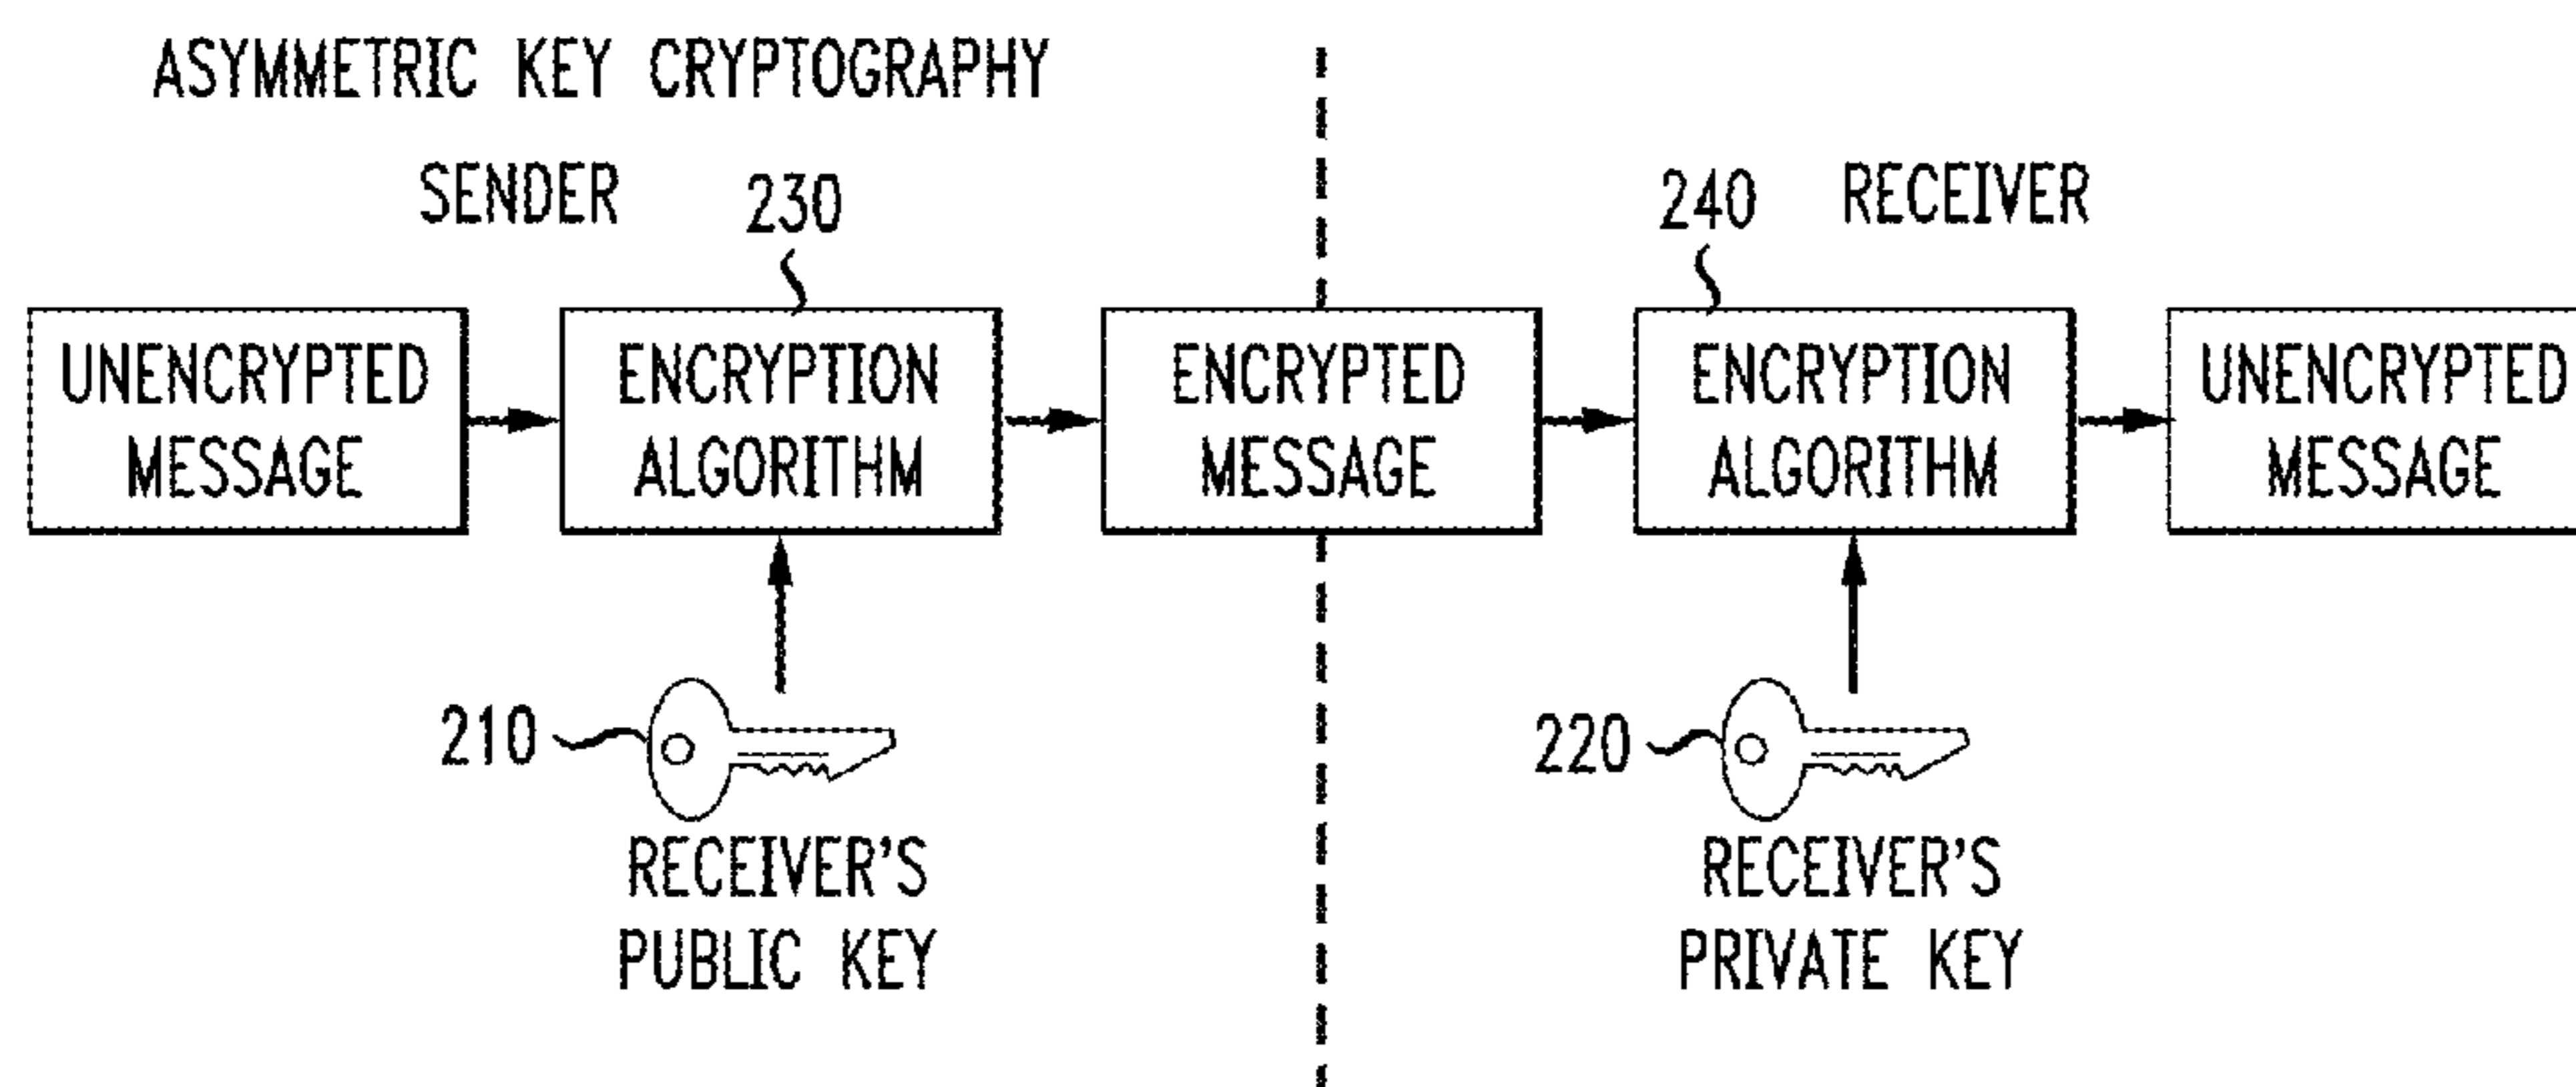 ASYMMETRIC KEY CRYPTOGRAPHY
SENDER
230
240
RECEIVER
UNENCRYPTED
MESSAGE
ENCRYPTION
ALGORITHM
ENCRYPTED
MESSAGE
ENCRYPTION
ALGORITHM
UNENCRYPTED
MESSAGE
210
RECEIVER'S
PUBLIC KEY
220
RECEIVER'S
PRIVATE KEY